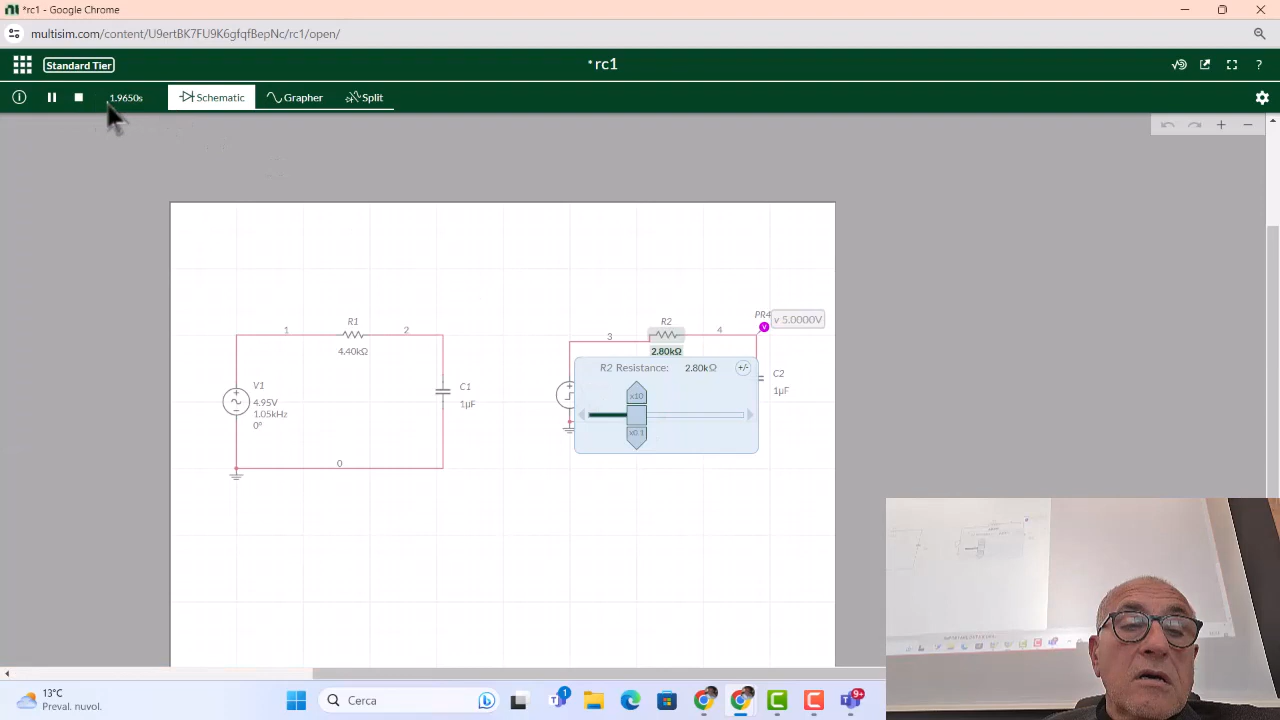 *rc1 - Google Chrome
multisim.com/content/U9ertBK7FU9K6gfqfBepNc/rc1/open/
Standard Tier
*rc1
1.9650s
Schematic
Grapher
Split
1
R1
4.40kΩ
2
V1
4.95V
1.05kHz
0°
C1
1µF
0
3
R2
2.80kΩ
4
PR4
v 5.0000V
C2
1µF
R2 Resistance:
2.80kΩ
+/-
x10
x0.1
13°C
Preval. nuvol.
Cerca
1
9+